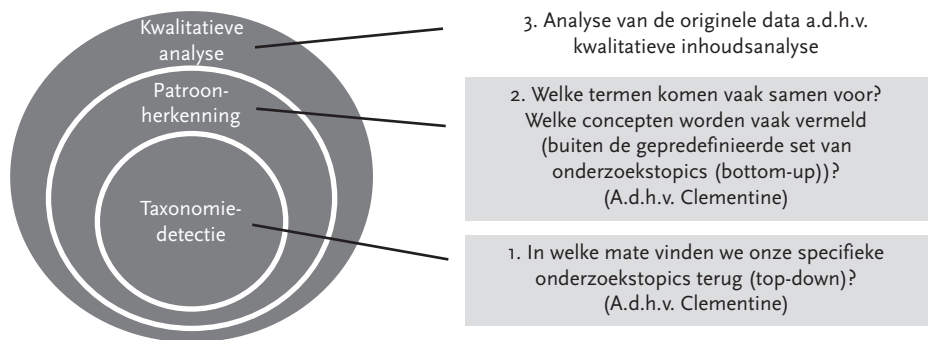 Kwalitatieve
analyse
Patroon-
herkenning
Taxonomie-
detectie
3. Analyse van de originele data a.d.h.v.
kwalitatieve inhoudsanalyse
2. Welke termen komen vaak samen voor?
Welke concepten worden vaak vermeld
(buiten de gepredefinieerde set van
onderzoekstopics (bottom-up))?
(A.d.h.v. Clementine)
1. In welke mate vinden we onze specifieke
onderzoekstopics terug (top-down)?
(A.d.h.v. Clementine)